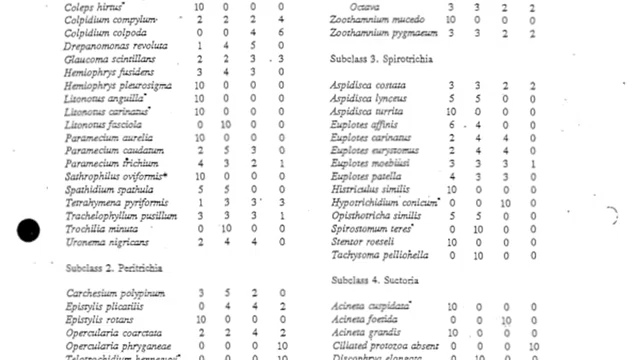 Coleps hirtus* 10 0 0 0
Colpidium compylum· 2 2 2 4
Colpidium colpoda 0 0 4 6
Drepanomonas revoluta 1 4 5 0
Glaucoma scintillans 2 2 3 3
Hemiophrys fusidens 3 4 3 0
Hemiophrys pleurosigma 10 0 0 0
Litonotus anguilla* 10 0 0 0
Litonotus carinatus* 10 0 0 0
Litonotus fasciola 0 10 0 0
Paramecium aurelia 10 0 0 0
Paramecium caudatum 2 5 3 0
Paramecium trichium 4 3 2 1
Sathrophilus oviformis* 10 0 0 0
Spathidium spathula 5 5 0 0
Tetrahymena pyriformis 1 3 3 3
Trachelophyllum pusillum 3 3 3 1
Trochilia minuta 0 10 0 0
Uronema nigricans 2 4 4 0
Subclass 2. Peritrichia
Carchesium polypinum 3 5 2 0
Epistylis plicatilis 0 4 4 2
Epistylis rotans 10 0 0 0
Opercularia coarctata 2 2 4 2
Opercularia phryganeae 0 0 0 10
Telotrochidium henneguyi* 0 0 0 10
Octava 3 3 2 2
Zoothamnium mucedo 10 0 0 0
Zoothamnium pygmaeum 3 3 2 2
Subclass 3. Spirotrichia
Aspidisca costata 3 3 2 2
Aspidisca lynceus 5 5 0 0
Aspidisca turrita 10 0 0 0
Euplotes affinis 6 4 0 0
Euplotes carinatus 2 4 4 0
Euplotes eurystomus 2 4 4 0
Euplotes moebiusi 3 3 3 1
Euplotes patella 4 3 3 0
Histriculus similis 10 0 0 0
Hypotrichidium conicum* 0 0 10 0
Opisthotricha similis 5 5 0 0
Spirostomum teres* 0 10 0 0
Stentor roeseli 10 0 0 0
Tachysoma pellionella 0 10 0 0
Subclass 4. Suctoria
Acineta cuspidata* 10 0 0 0
Acineta foetida 0 0 10 0
Acineta grandis 10 0 0 0
Ciliated protozoa absent 0 0 0 10
Discophrya elongata 10 0 0